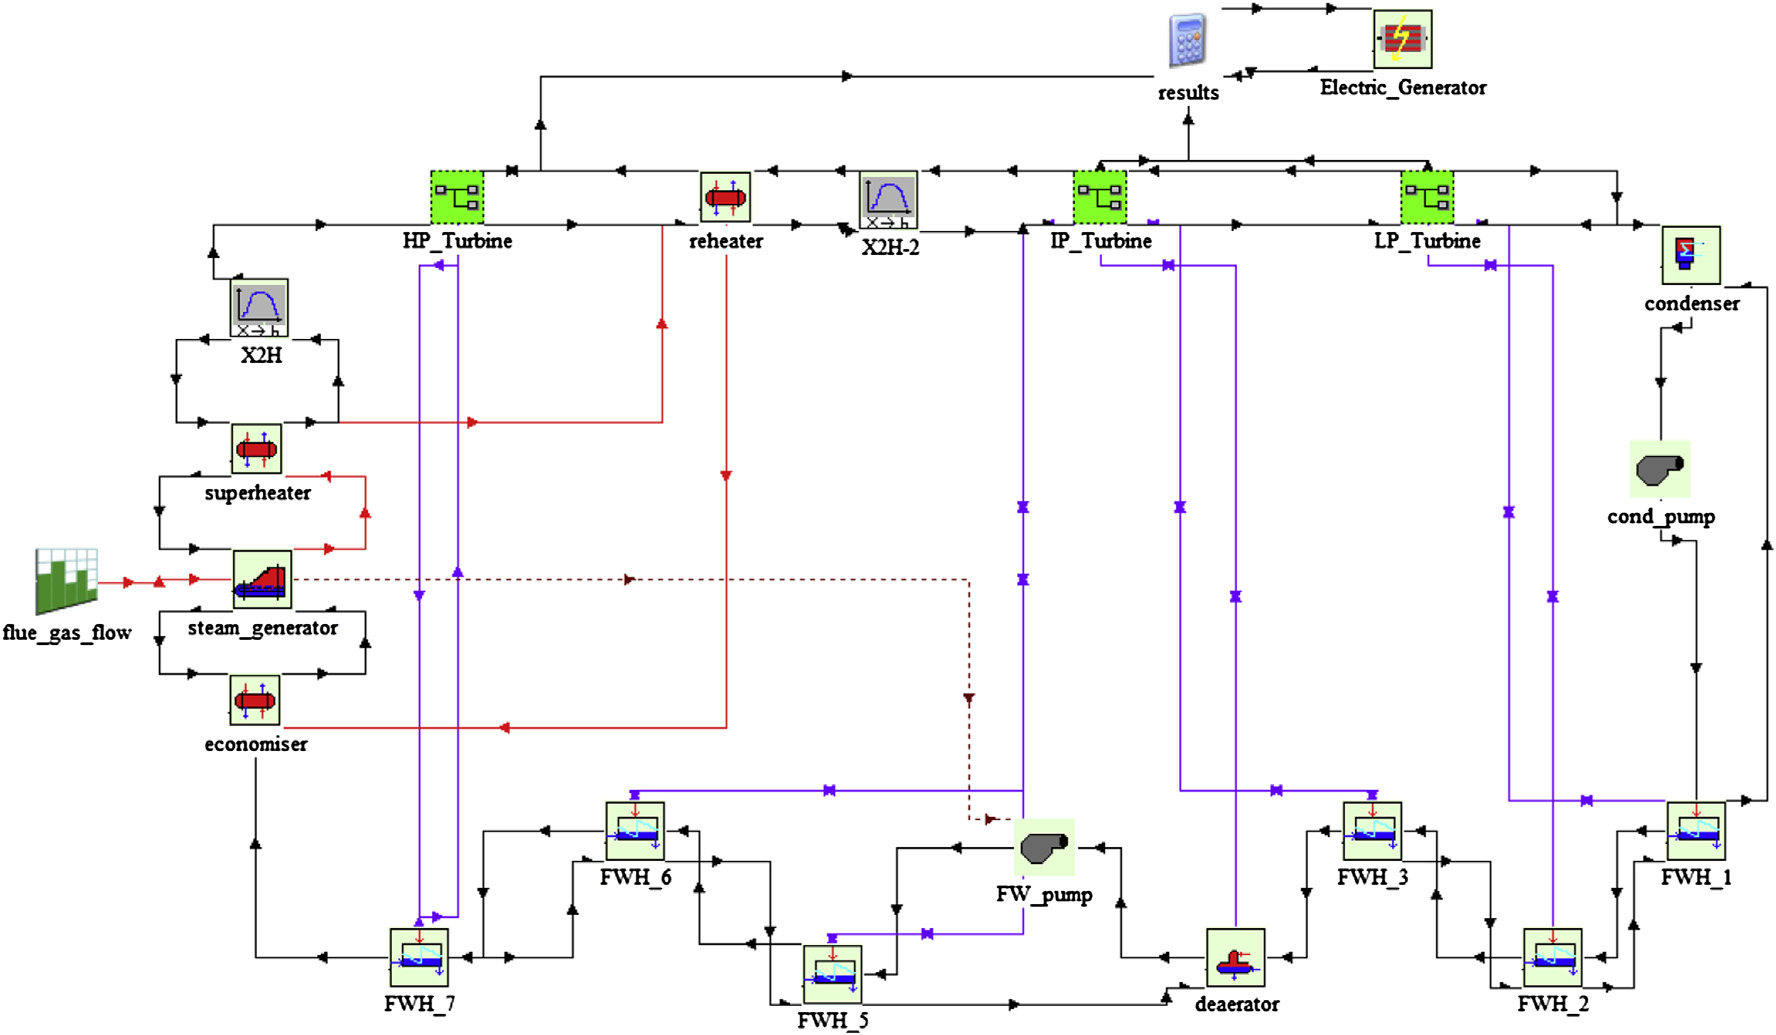 results
Electric_Generator
HP_Turbine
reheater
X→h
X2H-2
IP_Turbine
LP_Turbine
condenser
X→h
X2H
superheater
cond_pump
flue_gas_flow
steam_generator
economiser
FWH_6
FW_pump
FWH_3
FWH_1
FWH_7
FWH_5
deaerator
FWH_2